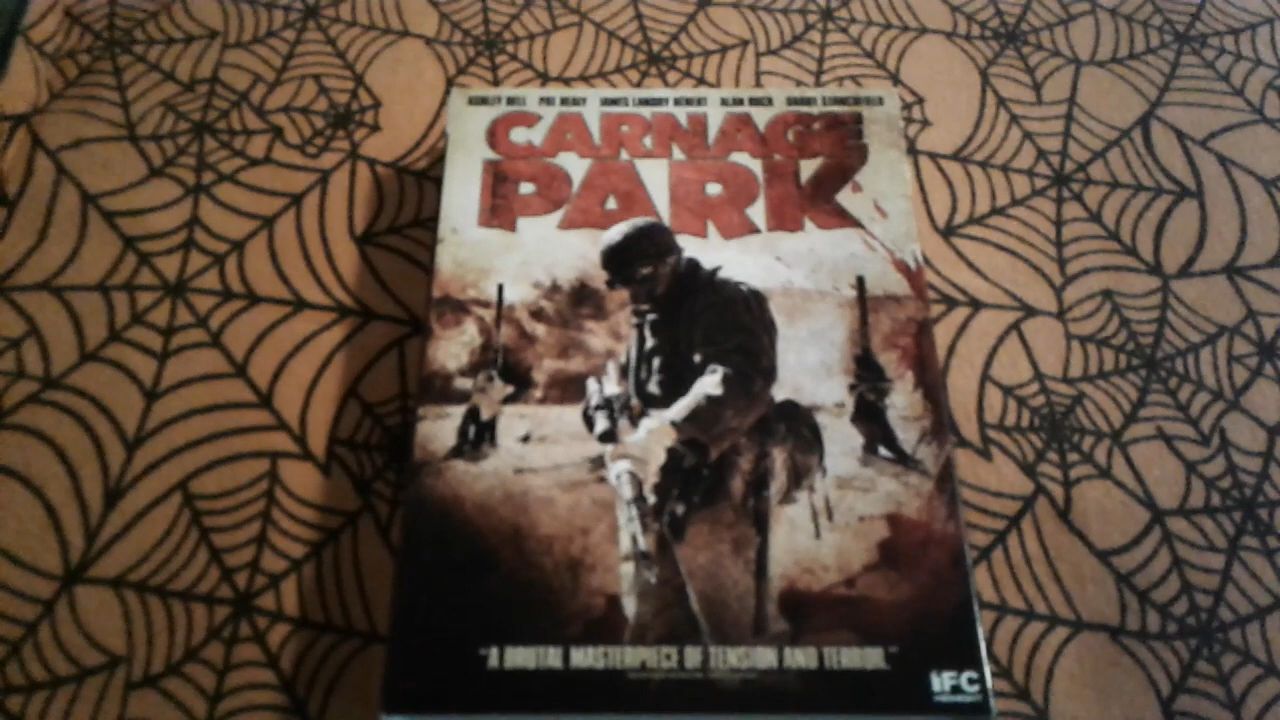 ASHLEY BELL PAT HEALY JAMES LANDRY HÉBERT ALAN RUCK DARBY STANCHFIELD
CARNAGE
PARK
"A BRUTAL MASTERPIECE OF TENSION AND TERROR."
IFC